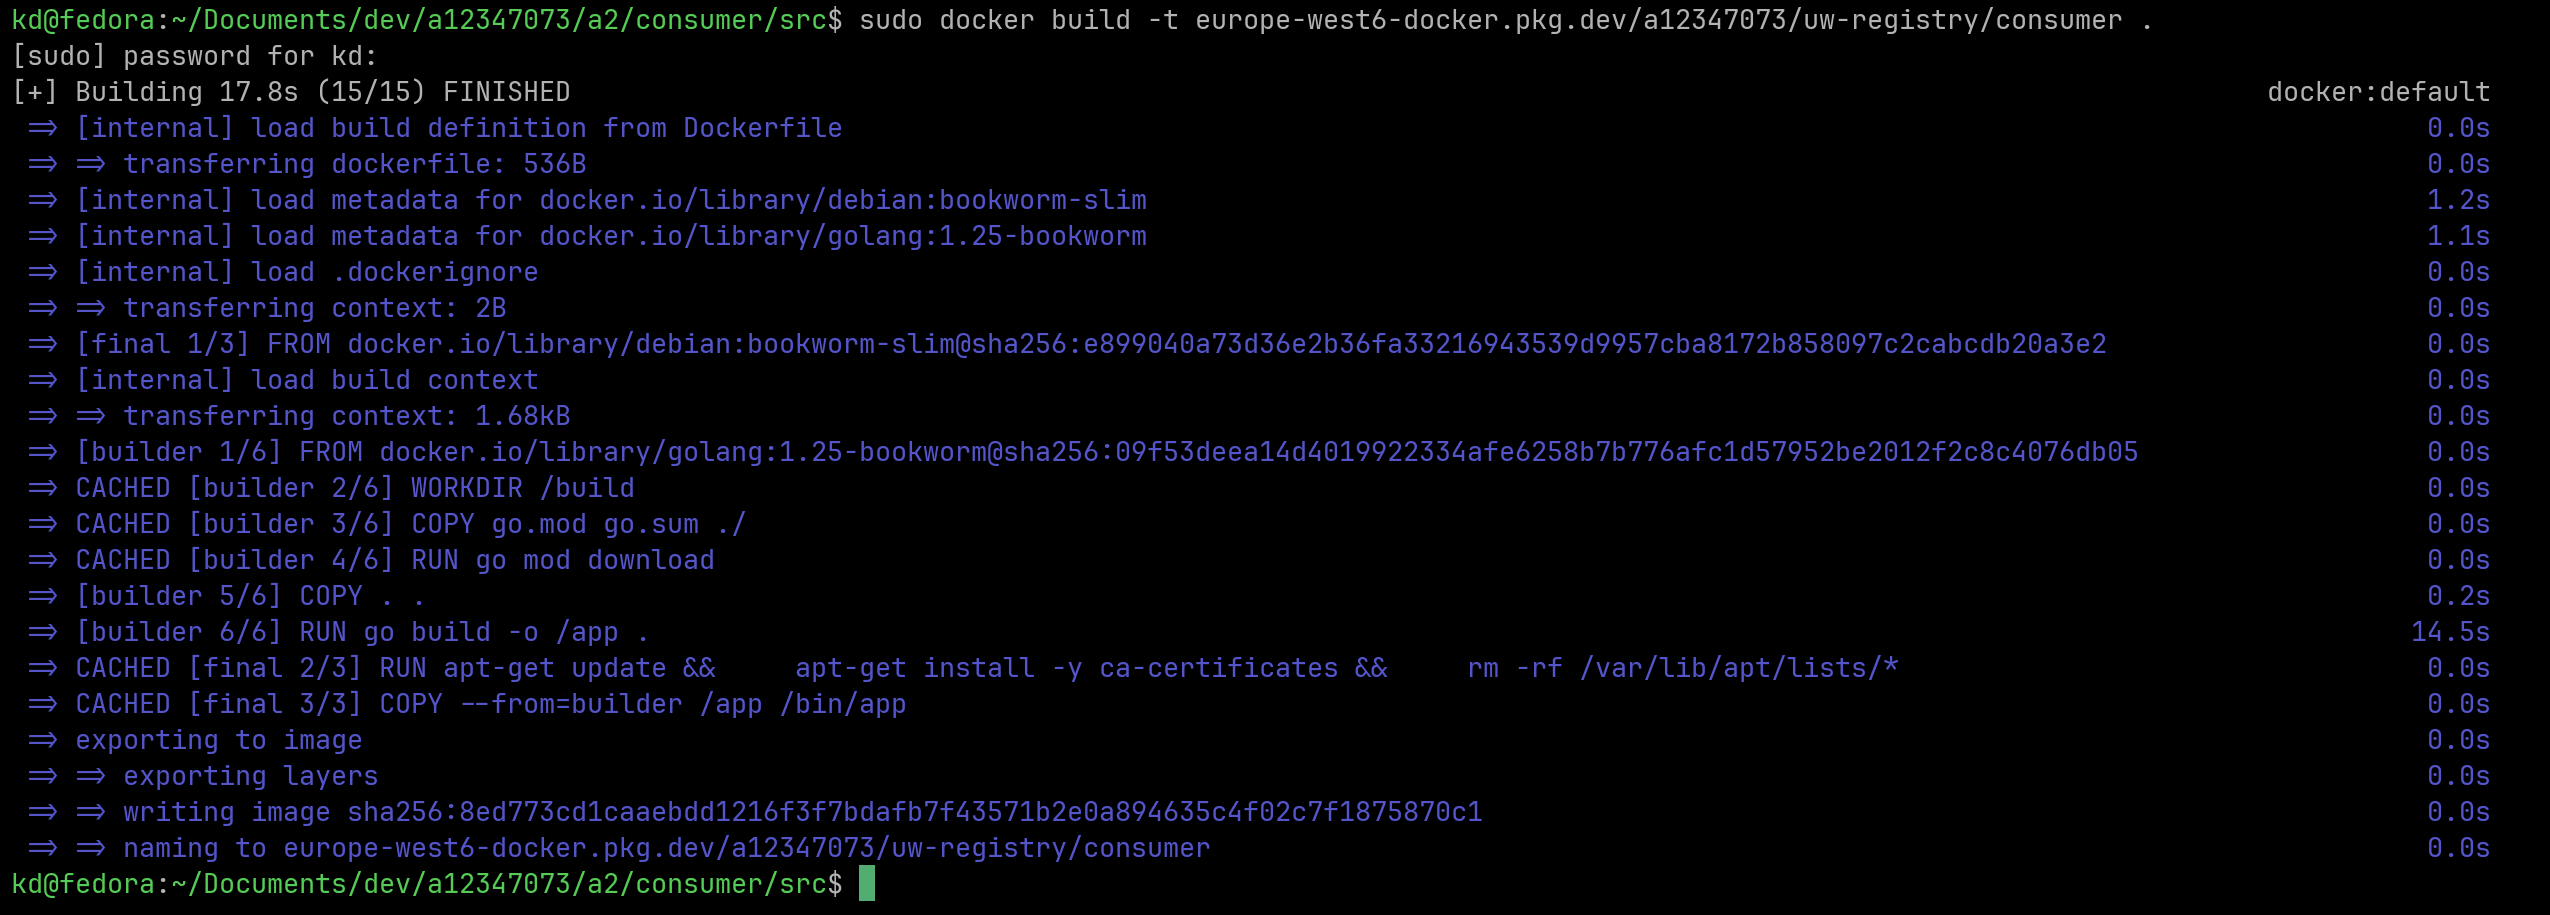 kd@fedora:~/Documents/dev/a12347073/a2/consumer/src$ sudo docker build -t europe-west6-docker.pkg.dev/a12347073/uw-registry/consumer .
[sudo] password for kd:
[+] Building 17.8s (15/15) FINISHED docker:default
=> [internal] load build definition from Dockerfile 0.0s
=> => transferring dockerfile: 536B 0.0s
=> [internal] load metadata for docker.io/library/debian:bookworm-slim 1.2s
=> [internal] load metadata for docker.io/library/golang:1.25-bookworm 1.1s
=> [internal] load .dockerignore 0.0s
=> => transferring context: 2B 0.0s
=> [final 1/3] FROM docker.io/library/debian:bookworm-slim@sha256:e899040a73d36e2b36fa33216943539d9957cba8172b858097c2cabcdb20a3e2 0.0s
=> [internal] load build context 0.0s
=> => transferring context: 1.68kB 0.0s
=> [builder 1/6] FROM docker.io/library/golang:1.25-bookworm@sha256:09f53deea14d4019922334afe6258b7b776afc1d57952be2012f2c8c4076db05 0.0s
=> CACHED [builder 2/6] WORKDIR /build 0.0s
=> CACHED [builder 3/6] COPY go.mod go.sum ./ 0.0s
=> CACHED [builder 4/6] RUN go mod download 0.0s
=> [builder 5/6] COPY . . 0.2s
=> [builder 6/6] RUN go build -o /app . 14.5s
=> CACHED [final 2/3] RUN apt-get update &&     apt-get install -y ca-certificates &&     rm -rf /var/lib/apt/lists/* 0.0s
=> CACHED [final 3/3] COPY --from=builder /app /bin/app 0.0s
=> exporting to image 0.0s
=> => exporting layers 0.0s
=> => writing image sha256:8ed773cd1caaebdd1216f3f7bdafb7f43571b2e0a894635c4f02c7f1875870c1 0.0s
=> => naming to europe-west6-docker.pkg.dev/a12347073/uw-registry/consumer 0.0s
kd@fedora:~/Documents/dev/a12347073/a2/consumer/src$